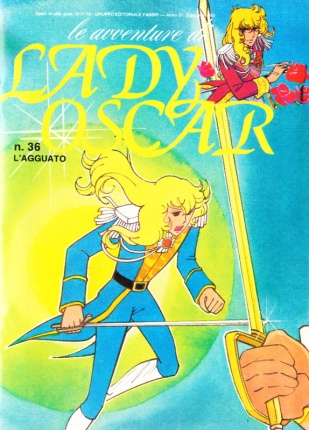 GRUPPO EDITORIALE FABBRI
le avventure di
LADY
OSCAR
n. 36
L'AGGUATO